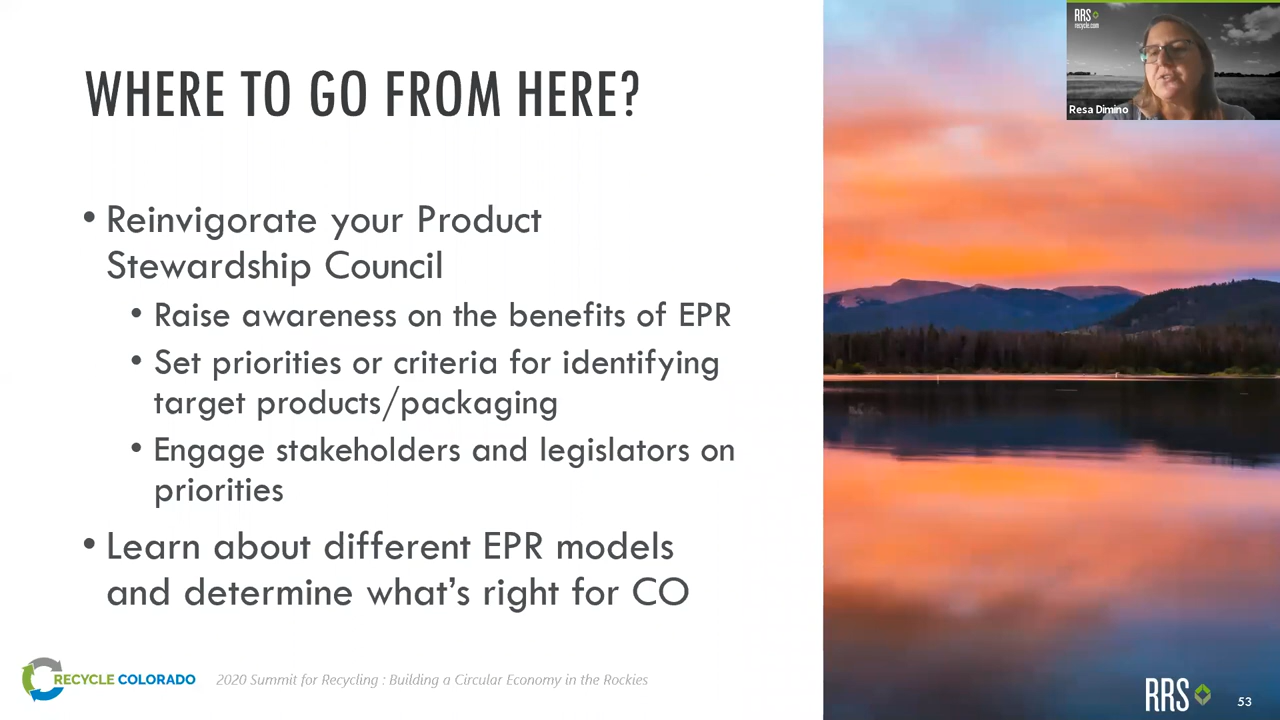 WHERE TO GO FROM HERE?
• Reinvigorate your Product
Stewardship Council
• Raise awareness on the benefits of EPR
• Set priorities or criteria for identifying
target products/packaging
• Engage stakeholders and legislators on
priorities
• Learn about different EPR models
and determine what's right for CO
RRS
recycle.com
Resa Dimino
RECYCLE COLORADO
2020 Summit for Recycling : Building a Circular Economy in the Rockies
RRS
53